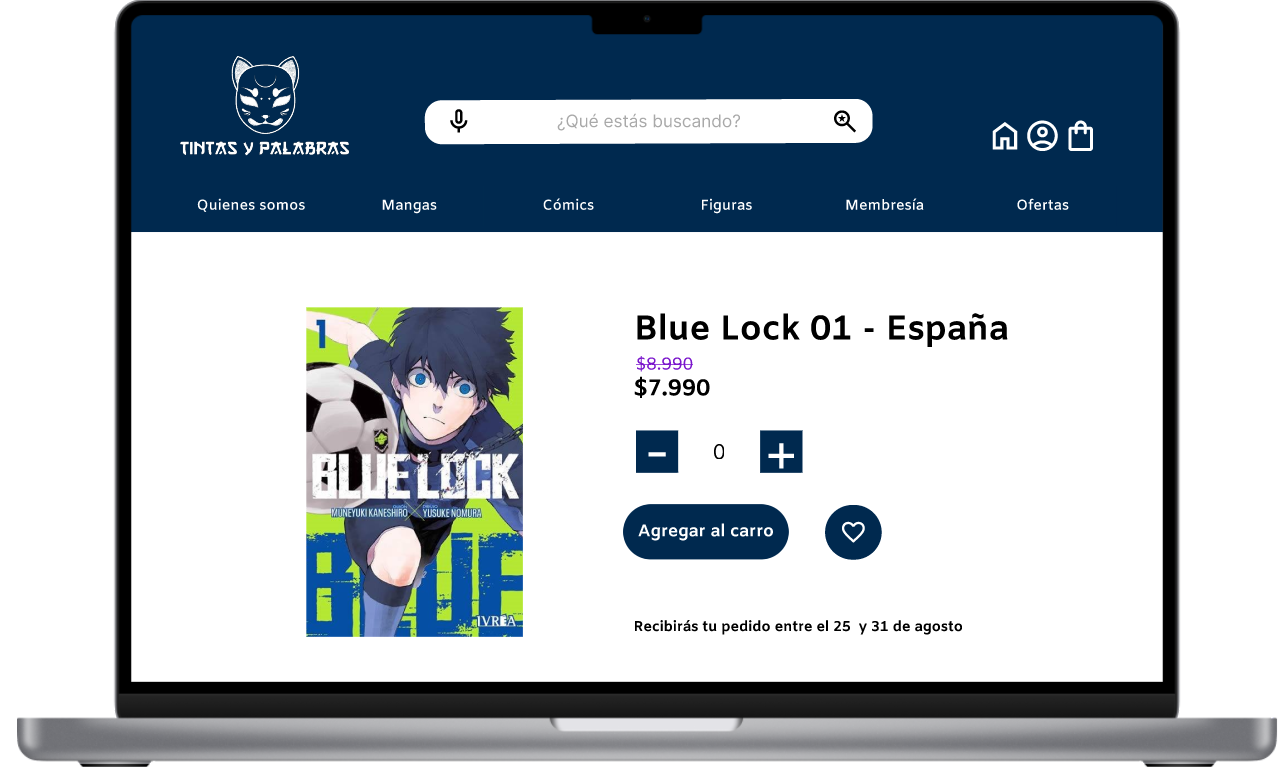 TINTAS Y PALABRAS
¿Qué estás buscando?
Quienes somos Mangas Cómics Figuras Membresía Ofertas
1
BLUE LOCK
MUNEYUKI KANESHIRO YUSUKE NOMURA
BLUE
IVREA
Blue Lock 01 - España
$8.990
$7.990
- 0 +
Agregar al carro
Recibirás tu pedido entre el 25 y 31 de agosto